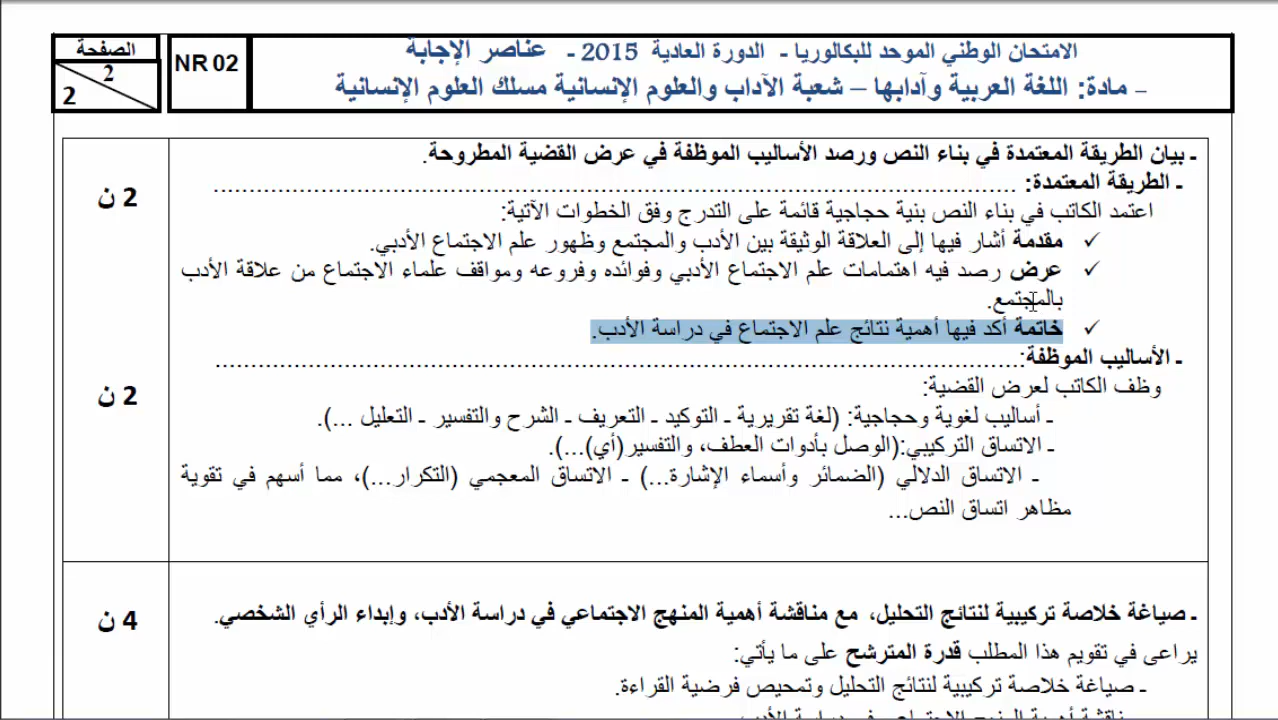 الصفحة
2
2
NR 02
الامتحان الوطني الموحد للبكالوريا - الدورة العادية 2015 - عناصر الإجابة
- مادة: اللغة العربية وآدابها – شعبة الآداب والعلوم الإنسانية مسلك العلوم الإنسانية
ـ بيان الطريقة المعتمدة في بناء النص ورصد الأساليب الموظفة في عرض القضية المطروحة.
ـ الطريقة المعتمدة: ................................................................
2 ن
اعتمد الكاتب في بناء النص بنية حجاجية قائمة على التدرج وفق الخطوات الآتية:
✓ مقدمة أشار فيها إلى العلاقة الوثيقة بين الأدب والمجتمع وظهور علم الاجتماع الأدبي.
✓ عرض رصد فيه اهتمامات علم الاجتماع الأدبي وفوائده وفروعه ومواقف علماء الاجتماع من علاقة الأدب
بالمجتمع.
✓ خاتمة أكد فيها أهمية نتائج علم الاجتماع في دراسة الأدب.
ـ الأساليب الموظفة:................................................................
2 ن
وظف الكاتب لعرض القضية:
ـ أساليب لغوية وحجاجية: (لغة تقريرية ـ التوكيد ـ التعريف ـ الشرح والتفسير ـ التعليل ...).
ـ الاتساق التركيبي:(الوصل بأدوات العطف، والتفسير(أي)...).
ـ الاتساق الدلالي (الضمائر وأسماء الإشارة...) ـ الاتساق المعجمي (التكرار...)، مما أسهم في تقوية
مظاهر اتساق النص...
ـ صياغة خلاصة تركيبية لنتائج التحليل، مع مناقشة أهمية المنهج الاجتماعي في دراسة الأدب، وإبداء الرأي الشخصي.
4 ن
يراعى في تقويم هذا المطلب قدرة المترشح على ما يأتي:
ـ صياغة خلاصة تركيبية لنتائج التحليل وتمحيص فرضية القراءة.